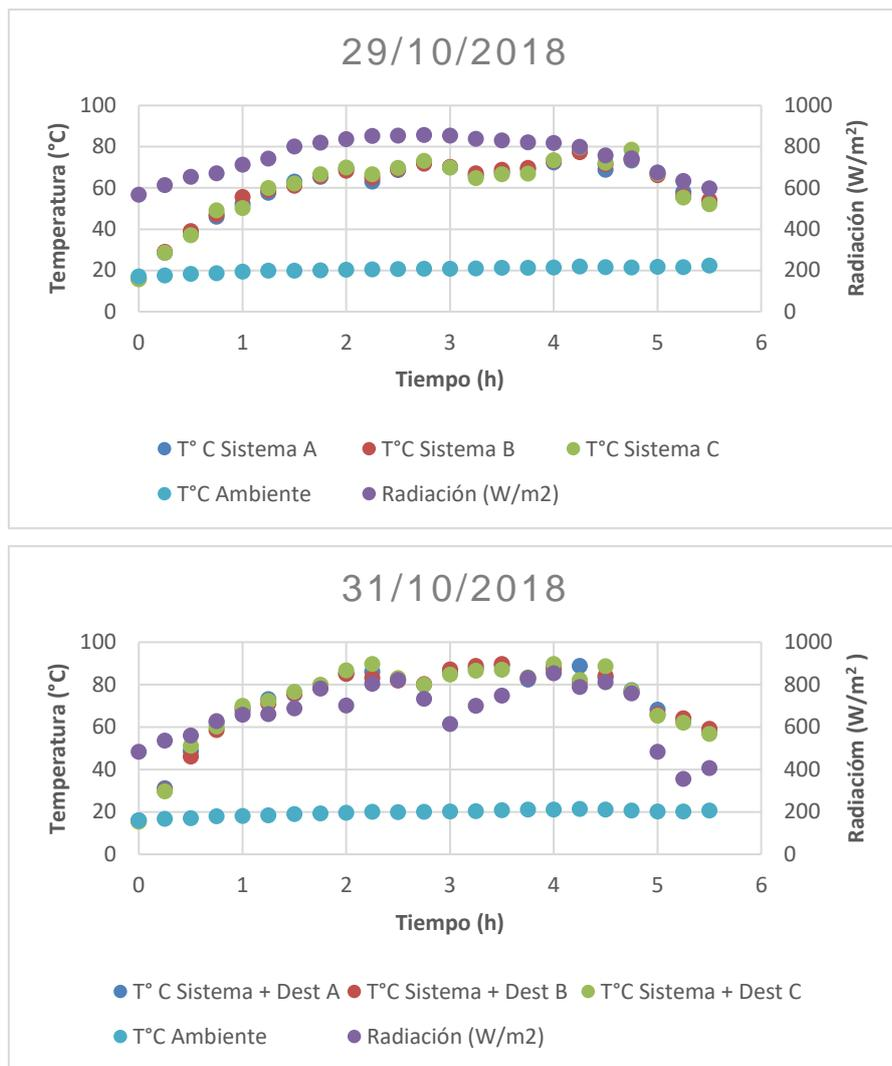 29/10/2018
100
80
60
40
20
0
Temperatura (°C)
1000
800
600
400
200
0
Radiación (W/m²)
0 1 2 3 4 5 6
Tiempo (h)
T° C Sistema A T°C Sistema B T°C Sistema C
T°C Ambiente Radiación (W/m2)
31/10/2018
100
80
60
40
20
0
Temperatura (°C)
1000
800
600
400
200
0
Radiacióm (W/m² )
0 1 2 3 4 5 6
Tiempo (h)
T° C Sistema + Dest A T°C Sistema + Dest B T°C Sistema + Dest C
T°C Ambiente Radiación (W/m2)